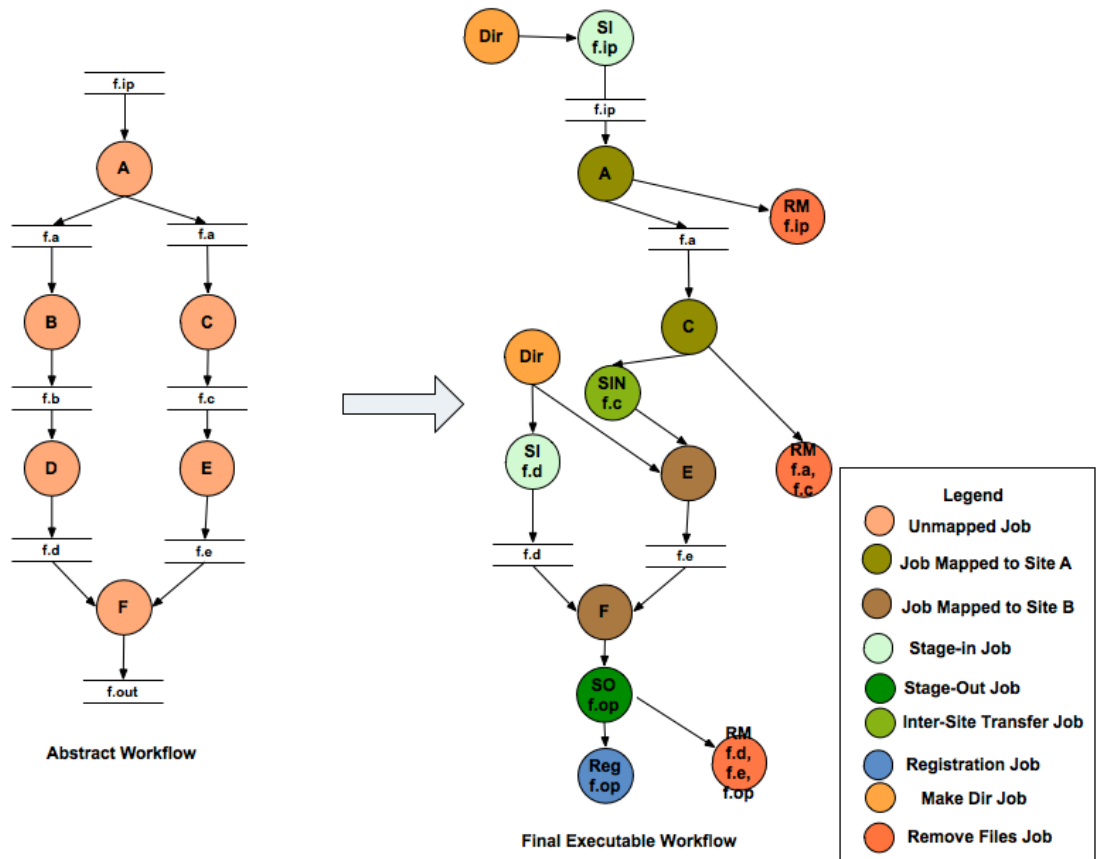 f.ip
A
f.a
f.a
B
C
f.b
f.c
D
E
f.d
f.e
F
f.out
Abstract Workflow
Dir
SI
f.ip
f.ip
A
RM
f.ip
f.a
C
Dir
SIN
f.c
SI
f.d
E
RM
f.a,
f.c
f.d
f.e
F
SO
f.op
Reg
f.op
RM
f.d,
f.e,
f.op
Final Executable Workflow
Legend
Unmapped Job
Job Mapped to Site A
Job Mapped to Site B
Stage-in Job
Stage-Out Job
Inter-Site Transfer Job
Registration Job
Make Dir Job
Remove Files Job